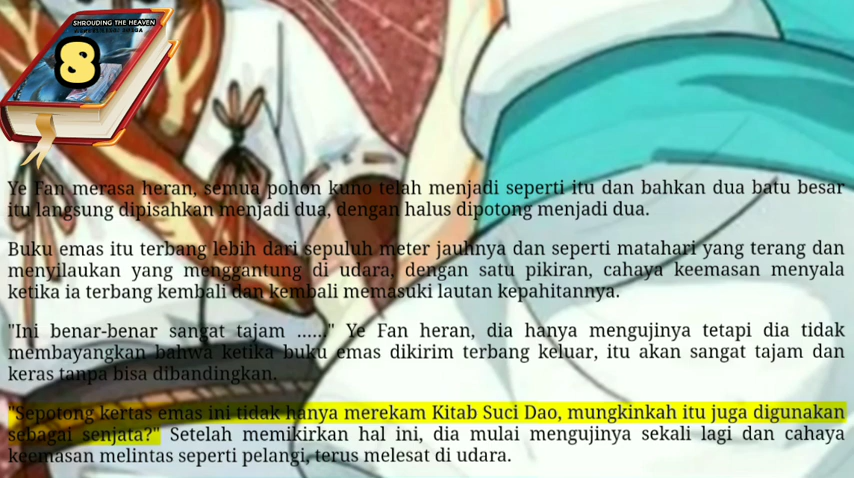 SHROUDING THE HEAVEN
8
Ye Fan merasa heran, semua pohon kuno telah menjadi seperti itu dan bahkan dua batu besar
itu langsung dipisahkan menjadi dua, dengan halus dipotong menjadi dua.
Buku emas itu terbang lebih dari sepuluh meter jauhnya dan seperti matahari yang terang dan
menyilaukan yang menggantung di udara, dengan satu pikiran, cahaya keemasan menyala
ketika ia terbang kembali dan kembali memasuki lautan kepahitannya.
"Ini benar-benar sangat tajam ......" Ye Fan heran, dia hanya mengujinya tetapi dia tidak
membayangkan bahwa ketika buku emas dikirim terbang keluar, itu akan sangat tajam dan
keras tanpa bisa dibandingkan.
"Sepotong kertas emas ini tidak hanya merekam Kitab Suci Dao, mungkinkah itu juga digunakan
sebagai senjata?" Setelah memikirkan hal ini, dia mulai mengujinya sekali lagi dan cahaya
keemasan melintas seperti pelangi, terus melesat di udara.